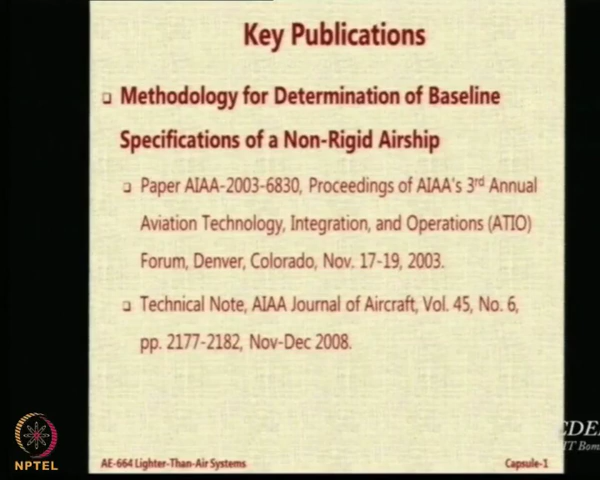 Key Publications
Methodology for Determination of Baseline
Specifications of a Non-Rigid Airship
Paper AIAA-2003-6830, Proceedings of AIAA's 3rd Annual
Aviation Technology, Integration, and Operations (ATIO)
Forum, Denver, Colorado, Nov. 17-19, 2003.
Technical Note, AIAA Journal of Aircraft, Vol. 45, No. 6,
pp. 2177-2182, Nov-Dec 2008.
NPTEL
AE-664 Lighter-Than-Air Systems
Capsule-1